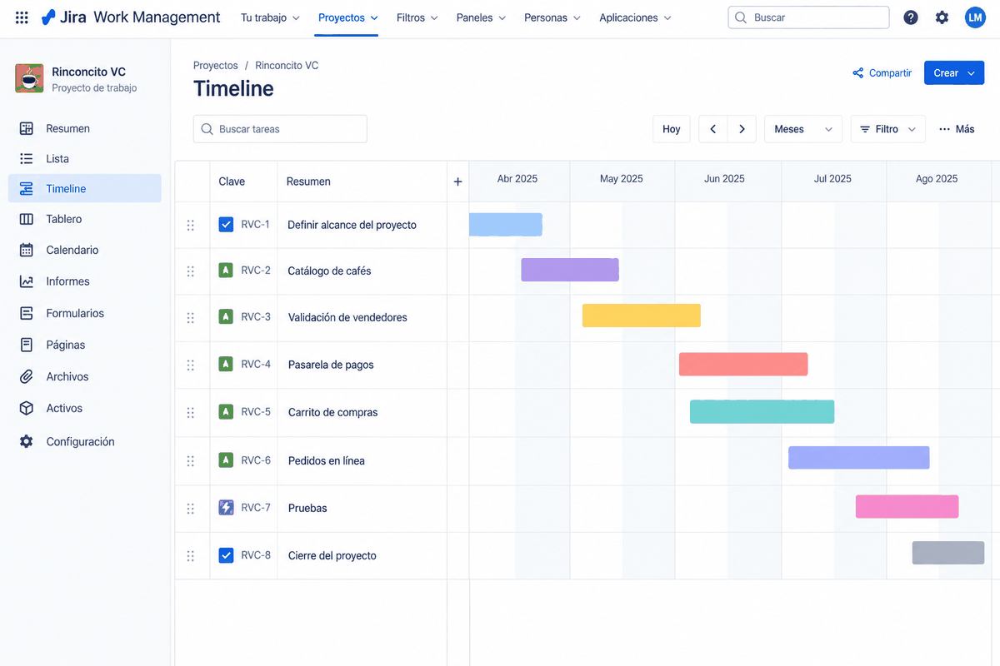 Jira Work Management
Tu trabajo
Proyectos
Filtros
Paneles
Personas
Aplicaciones
Buscar
?
LM
Rinconcito VC
Proyecto de trabajo
Resumen
Lista
Timeline
Tablero
Calendario
Informes
Formularios
Páginas
Archivos
Activos
Configuración
Proyectos / Rinconcito VC
Timeline
Compartir
Crear
Buscar tareas
Hoy
Meses
Filtro
Más
Clave
Resumen
+
Abr 2025
May 2025
Jun 2025
Jul 2025
Ago 2025
RVC-1 Definir alcance del proyecto
A RVC-2 Catálogo de cafés
A RVC-3 Validación de vendedores
A RVC-4 Pasarela de pagos
A RVC-5 Carrito de compras
A RVC-6 Pedidos en línea
RVC-7 Pruebas
RVC-8 Cierre del proyecto